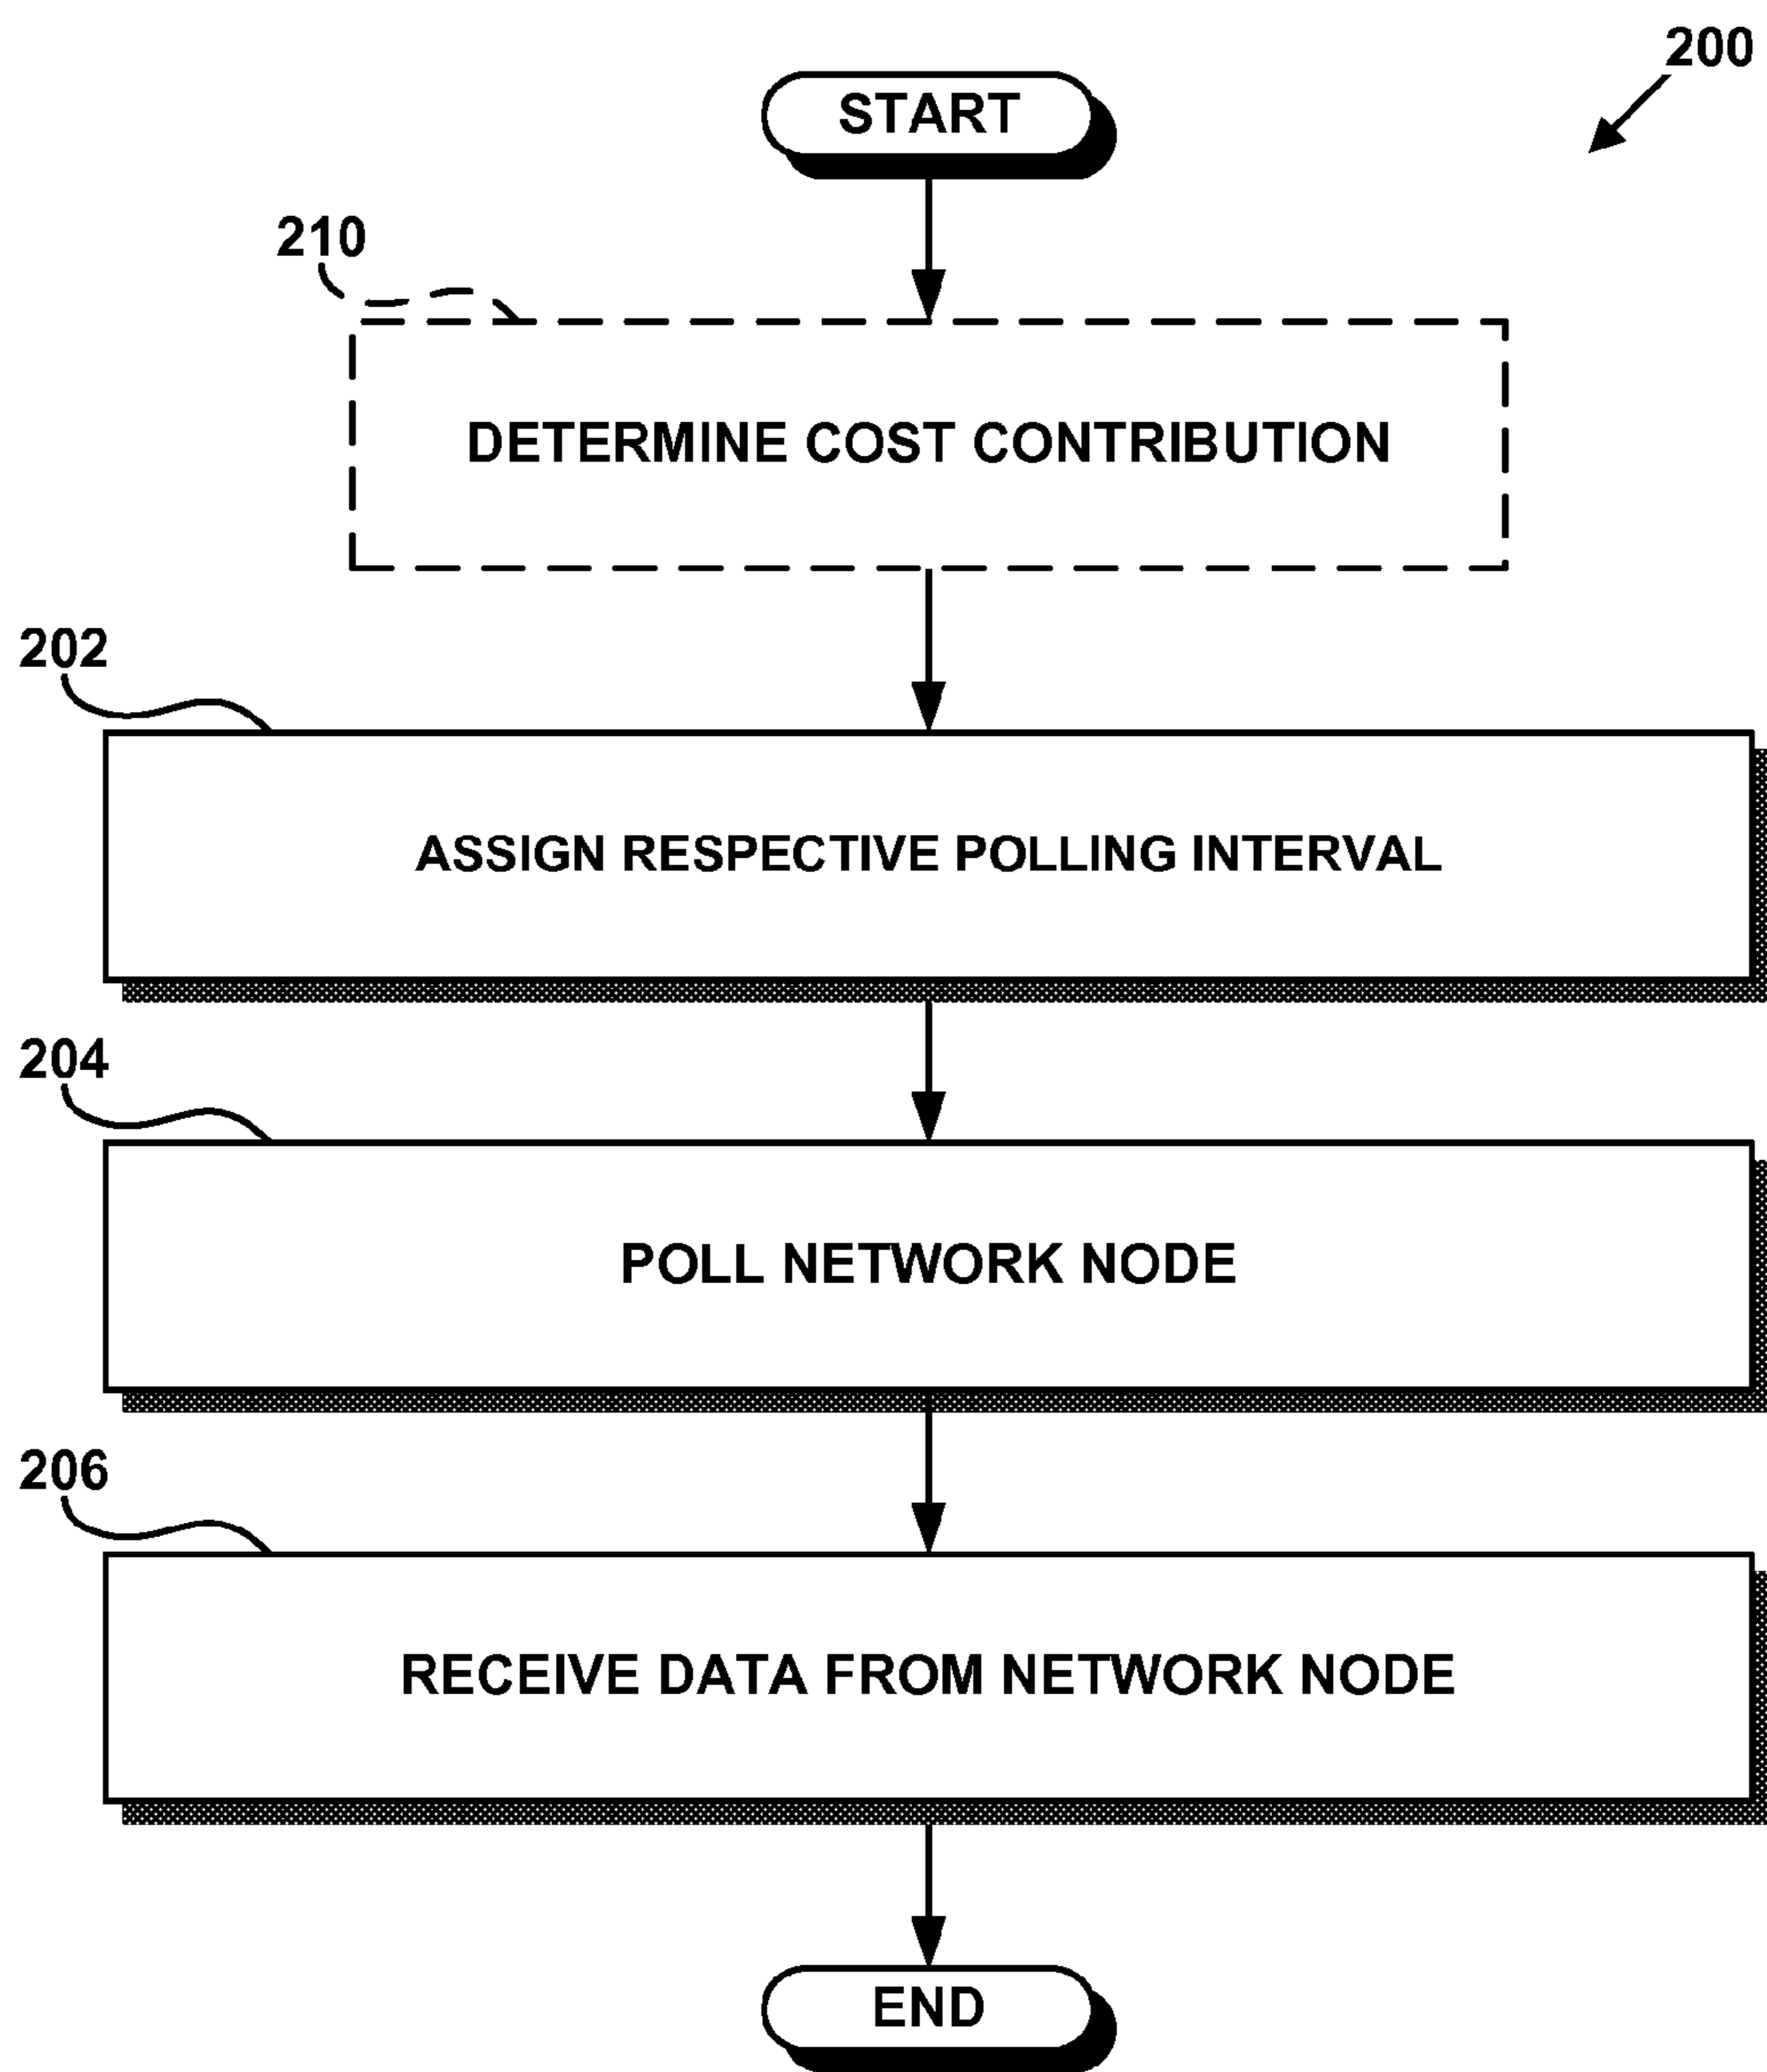 200
START
210
DETERMINE COST CONTRIBUTION
202
ASSIGN RESPECTIVE POLLING INTERVAL
204
POLL NETWORK NODE
206
RECEIVE DATA FROM NETWORK NODE
END